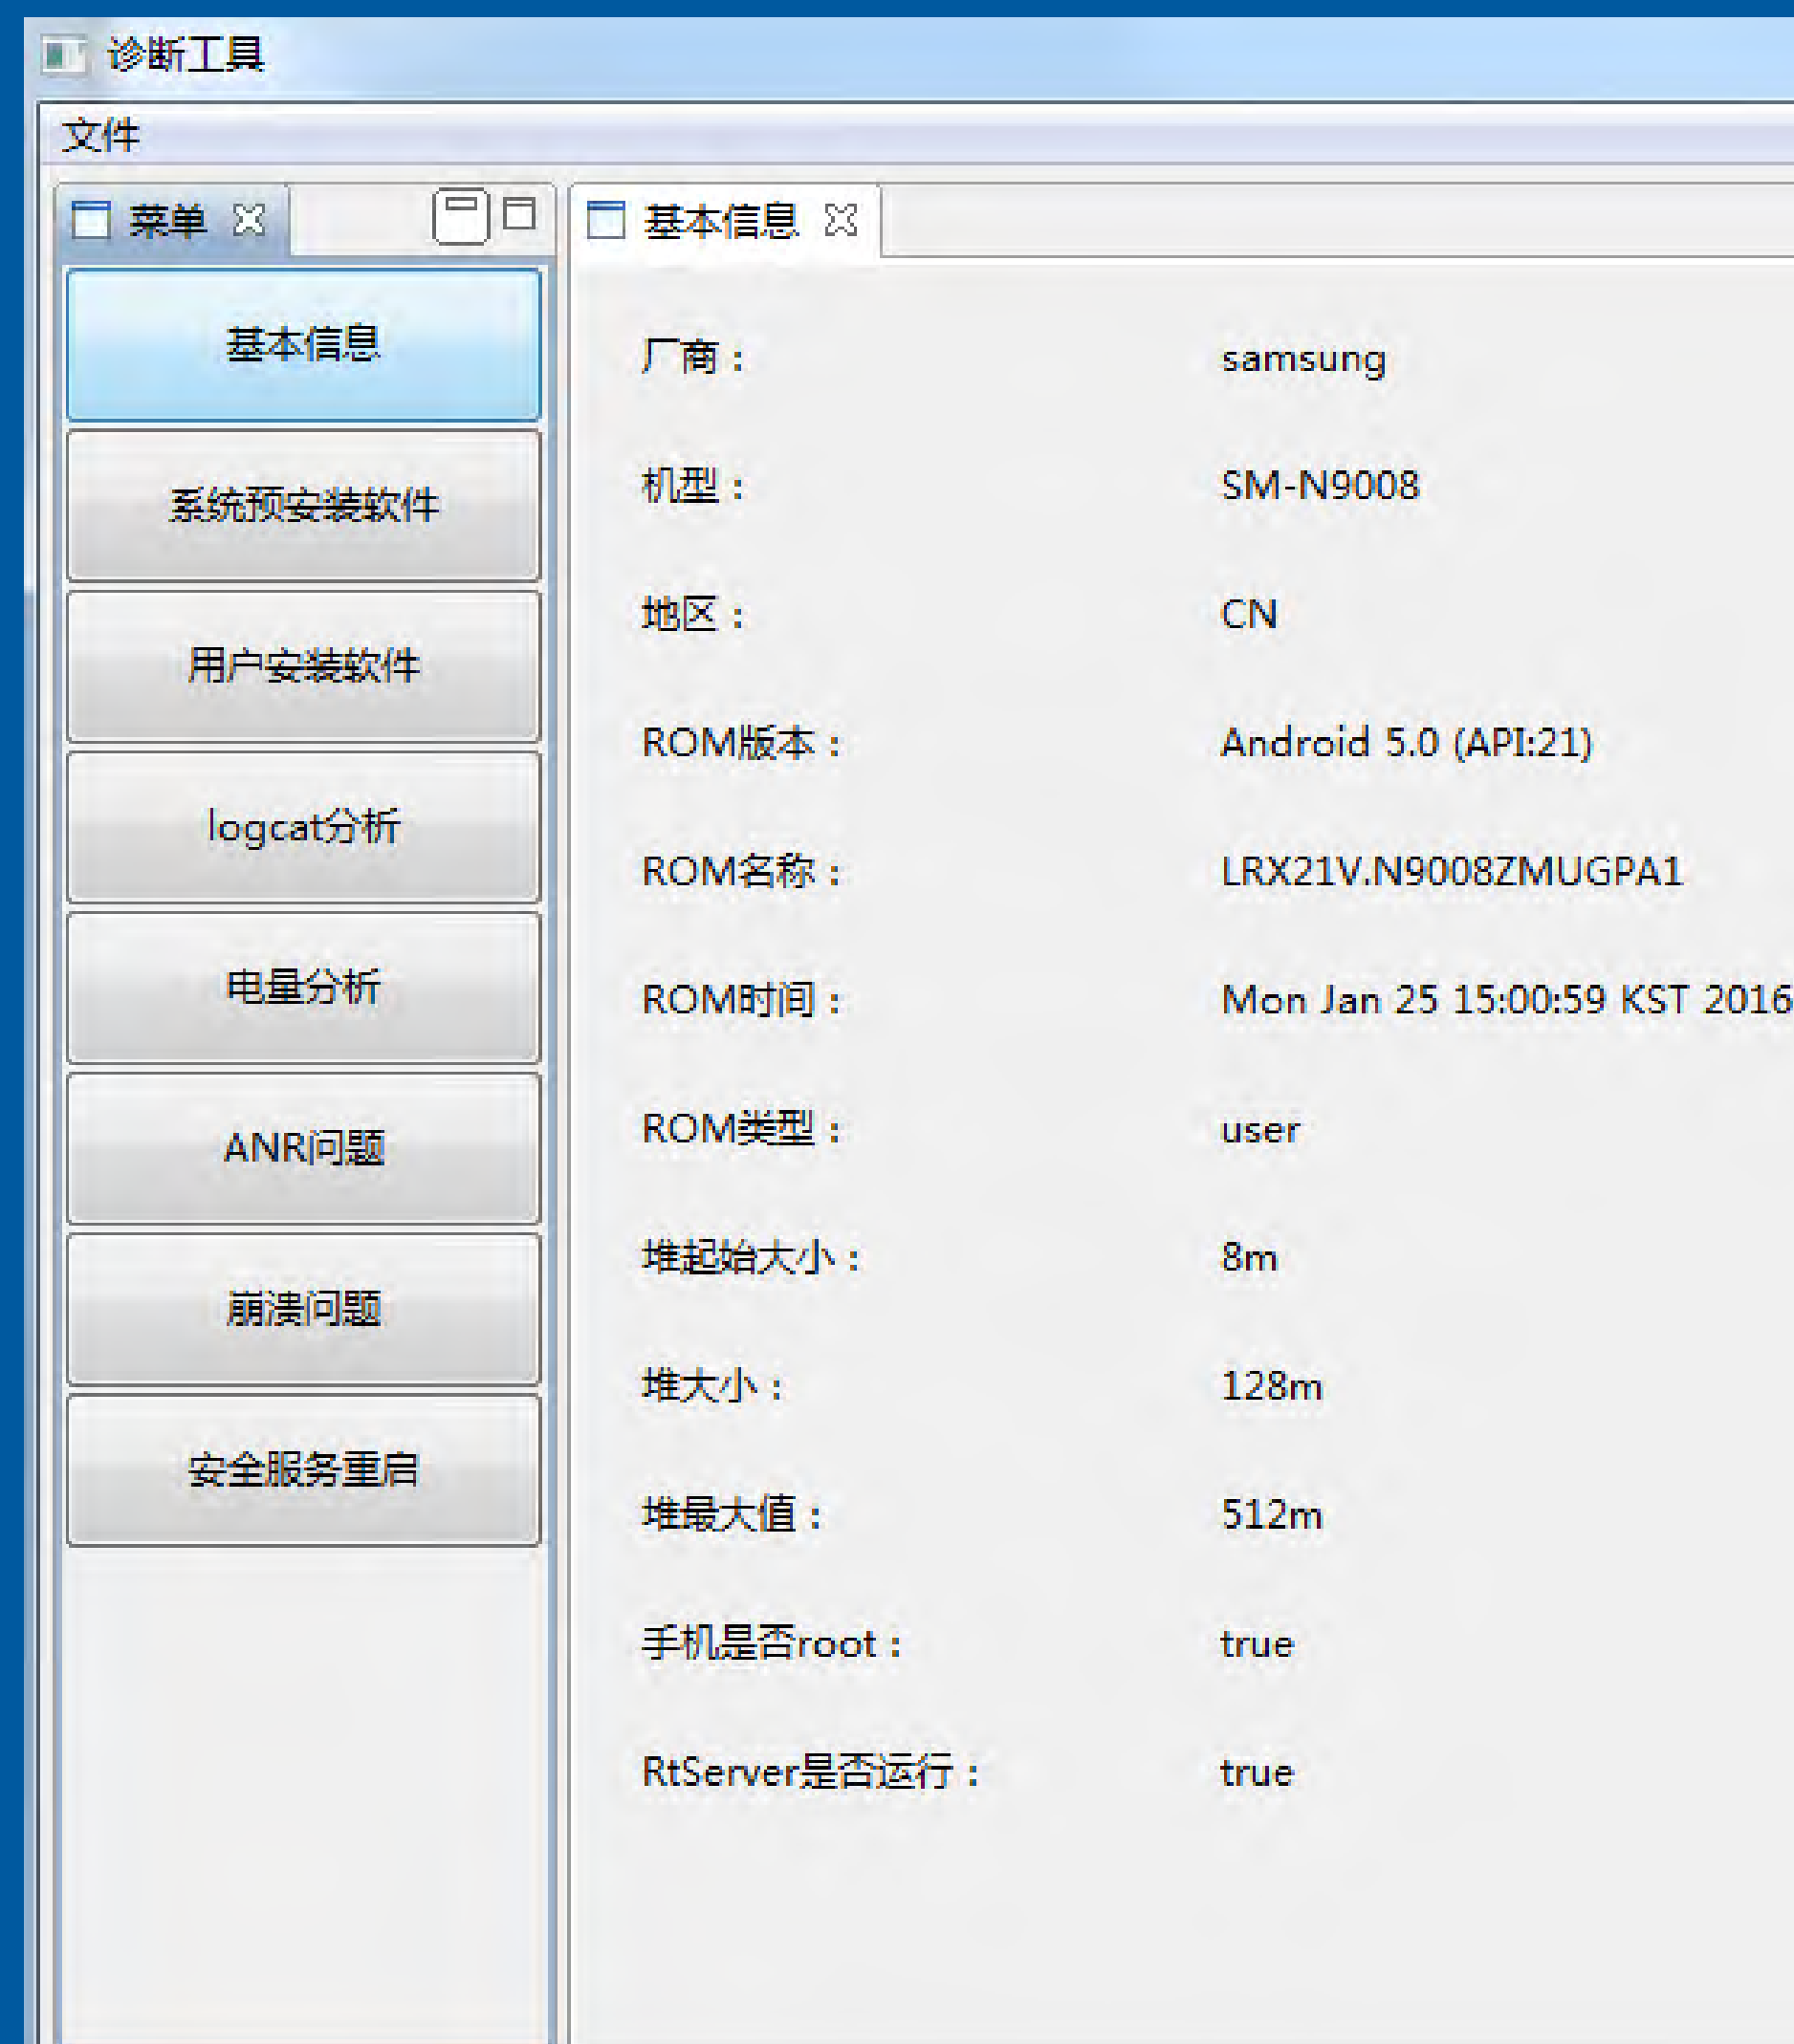 诊断工具
文件
菜单
基本信息
系统预安装软件
用户安装软件
logcat分析
电量分析
ANR问题
崩溃问题
安全服务重启
基本信息
厂商： samsung
机型： SM-N9008
地区： CN
ROM版本： Android 5.0 (API:21)
ROM名称： LRX21V.N9008ZMUGPA1
ROM时间： Mon Jan 25 15:00:59 KST 2016
ROM类型： user
堆起始大小： 8m
堆大小： 128m
堆最大值： 512m
手机是否root： true
RtServer是否运行： true